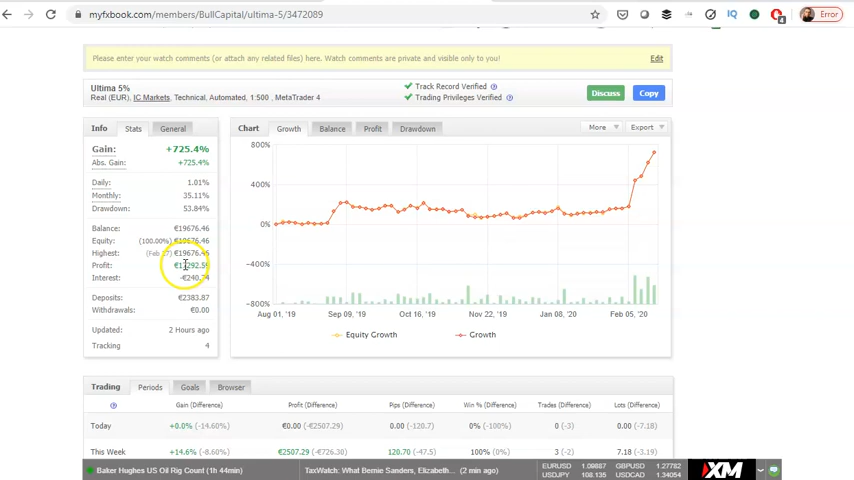 myfxbook.com/members/BullCapital/ultima-5/3472089
Error
Please enter your watch comments (or attach any related files) here. Watch comments are private and visible only to you!
Edit
Ultima 5%
Real (EUR), IC Markets, Technical, Automated, 1:500, MetaTrader 4
Track Record Verified
Trading Privileges Verified
Discuss
Copy
Info Stats General
Gain: +725.4%
Abs. Gain: +725.4%
Daily: 1.01%
Monthly: 35.11%
Drawdown: 53.84%
Balance: €19676.46
Equity: (100.00%) €19676.46
Highest: (Feb 27) €19676.46
Profit: €17292.59
Interest: -€240.74
Deposits: €2383.87
Withdrawals: €0.00
Updated: 2 Hours ago
Tracking 4
Chart Growth Balance Profit Drawdown
More Export
800%
400%
0%
-400%
-800%
Aug 01, '19 Sep 09, '19 Oct 16, '19 Nov 22, '19 Jan 08, '20 Feb 05, '20
Equity Growth Growth
Trading Periods Goals Browser
Gain (Difference) Profit (Difference) Pips (Difference) Win % (Difference) Trades (Difference) Lots (Difference)
Today +0.0% (-14.60%) €0.00 (-€2507.29) 0.00 (-120.7) 0% (-100%) 0 (-3) 0.00 (-7.18)
This Week +14.6% (-8.60%) €2507.29 (-€726.30) 120.70 (-47.5) 100% (0%) 3 (-2) 7.18 (-3.19)
Baker Hughes US Oil Rig Count (1h 44min)
TaxWatch: What Bernie Sanders, Elizabeth... (2 min ago)
EURUSD 1.09887 GBPUSD 1.27782
USDJPY 108.135 USDCAD 1.34054
XM